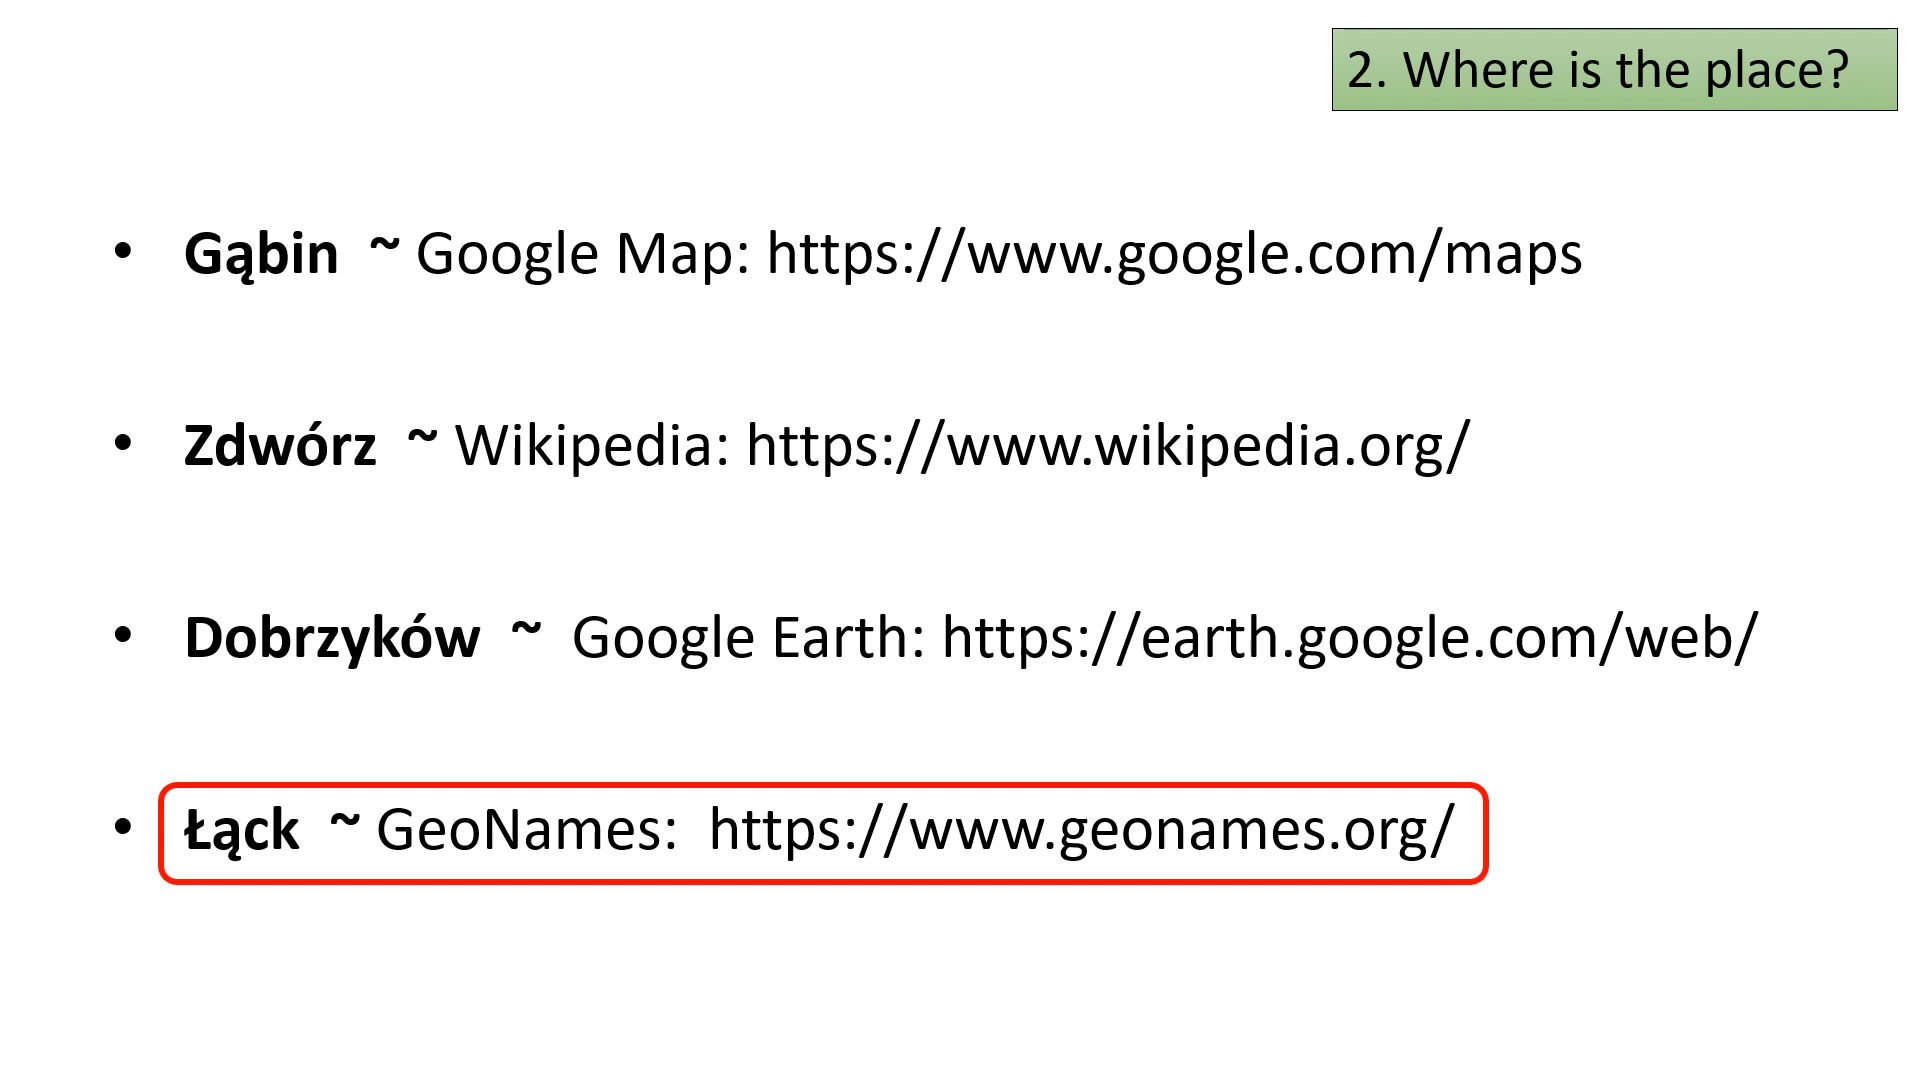 2. Where is the place?
• Gąbin ~ Google Map: https://www.google.com/maps
• Zdwórz ~ Wikipedia: https://www.wikipedia.org/
• Dobrzyków ~ Google Earth: https://earth.google.com/web/
• Łąck ~ GeoNames: https://www.geonames.org/